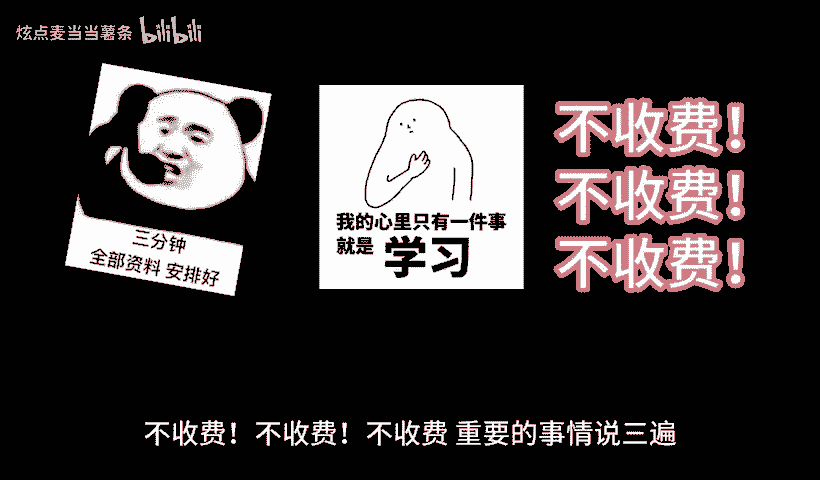 炫点麦当当薯条 bilibili
三分钟
全部资料 安排好
我的心里只有一件事
就是 学习
不收费！
不收费！
不收费！
不收费！不收费！不收费 重要的事情说三遍